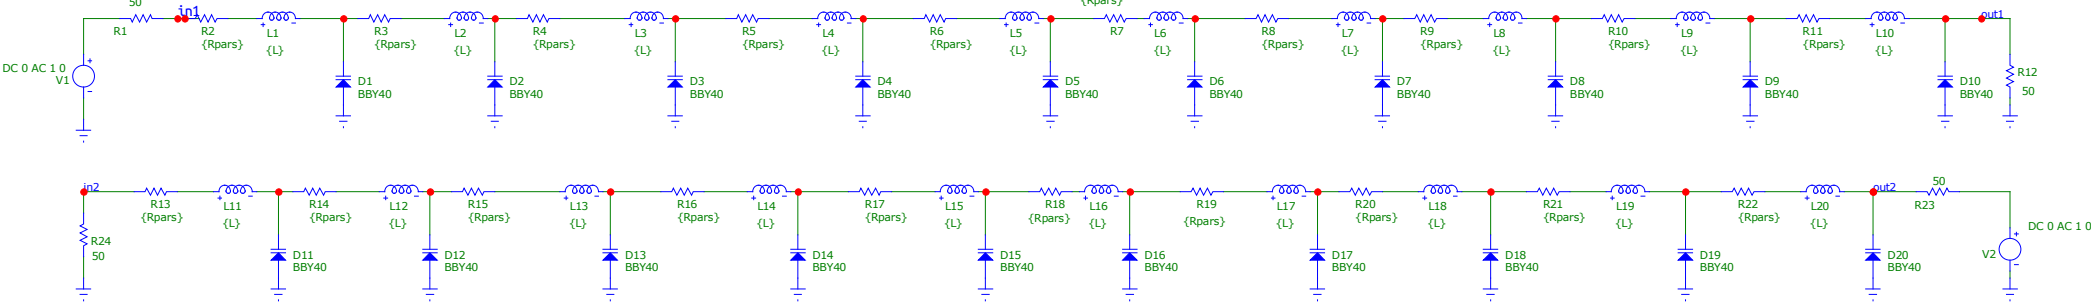 50
in1
{Rpars}
out1
R1
R2
{Rpars}
L1
{L}
R3
{Rpars}
L2
{L}
R4
{Rpars}
L3
{L}
R5
{Rpars}
L4
{L}
R6
{Rpars}
L5
{L}
R7
L6
{L}
R8
{Rpars}
L7
{L}
R9
{Rpars}
L8
{L}
R10
{Rpars}
L9
{L}
R11
{Rpars}
L10
{L}
DC 0 AC 1 0
V1
D1
BBY40
D2
BBY40
D3
BBY40
D4
BBY40
D5
BBY40
D6
BBY40
D7
BBY40
D8
BBY40
D9
BBY40
D10
BBY40
R12
50
in2
out2
50
R13
{Rpars}
L11
{L}
R14
{Rpars}
L12
{L}
R15
{Rpars}
L13
{L}
R16
{Rpars}
L14
{L}
R17
{Rpars}
L15
{L}
R18
{Rpars}
L16
{L}
R19
{Rpars}
L17
{L}
R20
{Rpars}
L18
{L}
R21
{Rpars}
L19
{L}
R22
{Rpars}
L20
{L}
R23
DC 0 AC 1 0
V2
R24
50
D11
BBY40
D12
BBY40
D13
BBY40
D14
BBY40
D15
BBY40
D16
BBY40
D17
BBY40
D18
BBY40
D19
BBY40
D20
BBY40